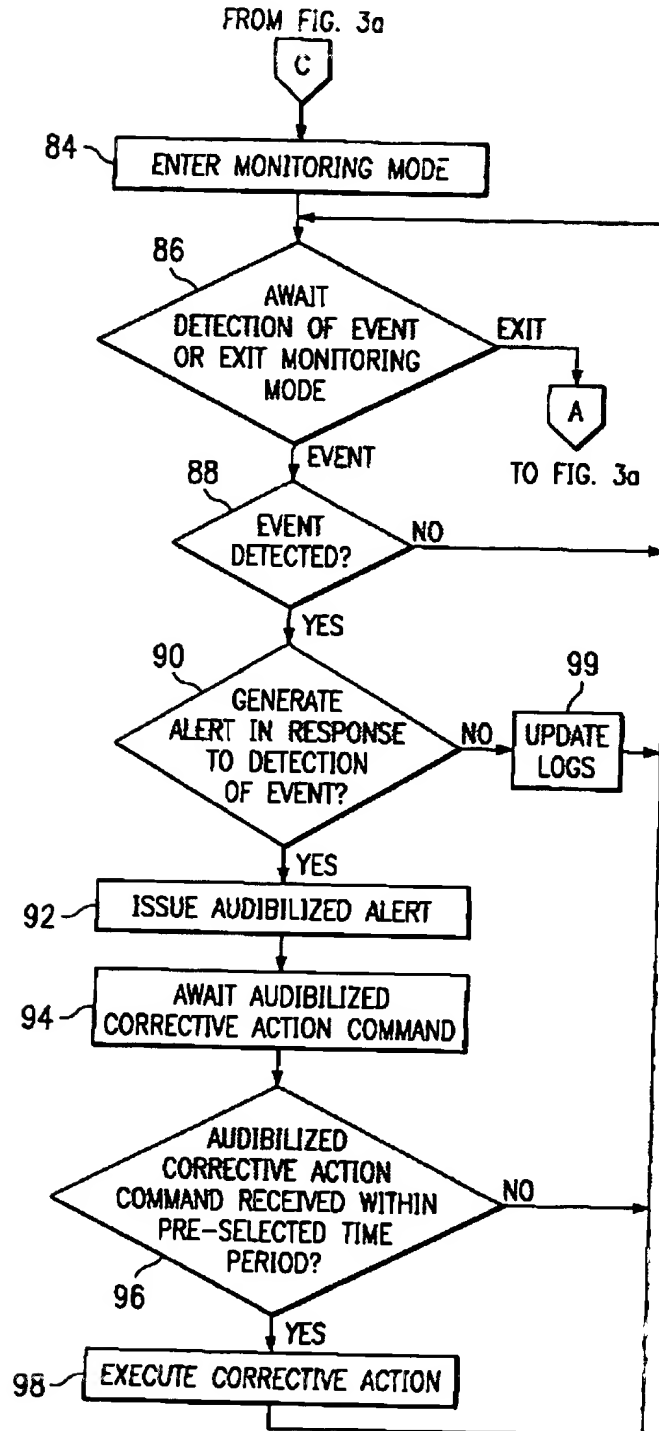 FROM FIG. 3a
C
84
ENTER MONITORING MODE
86
AWAIT
DETECTION OF EVENT
OR EXIT MONITORING
MODE
EXIT
A
TO FIG. 3a
EVENT
88
EVENT
DETECTED?
NO
YES
90
GENERATE
ALERT IN RESPONSE
TO DETECTION
OF EVENT?
NO
99
UPDATE
LOGS
YES
92
ISSUE AUDIBILIZED ALERT
94
AWAIT AUDIBILIZED
CORRECTIVE ACTION COMMAND
AUDIBILIZED
CORRECTIVE ACTION
COMMAND RECEIVED WITHIN
PRE-SELECTED TIME
PERIOD?
NO
96
YES
98
EXECUTE CORRECTIVE ACTION